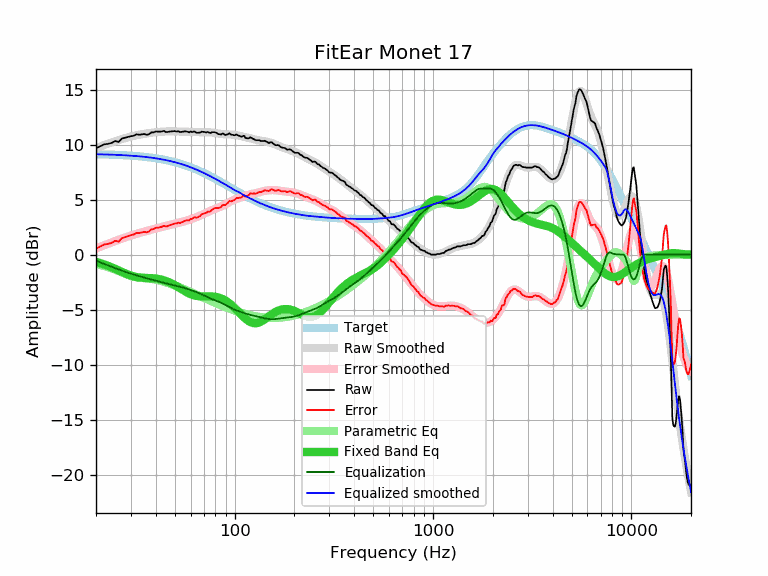 FitEar Monet 17
15
10
5
0
−5
−10
−15
−20
Amplitude (dBr)
Target
Raw Smoothed
Error Smoothed
Raw
Error
Parametric Eq
Fixed Band Eq
Equalization
Equalized smoothed
100
1000
10000
Frequency (Hz)